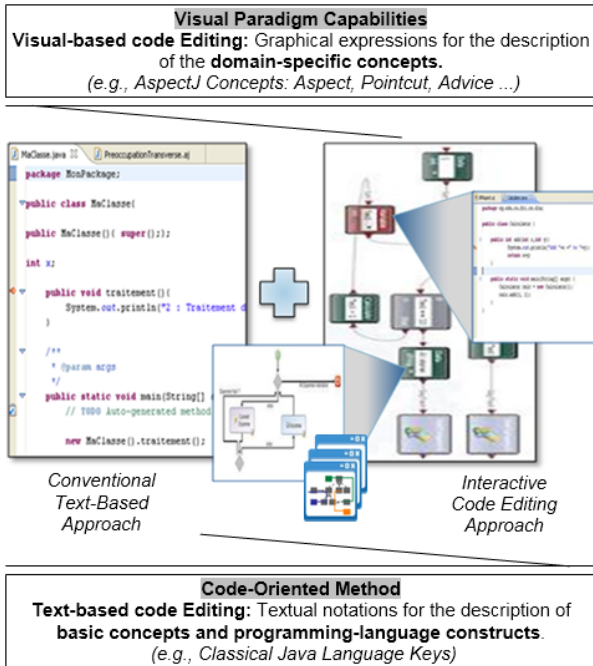 Visual Paradigm Capabilities
Visual-based code Editing: Graphical expressions for the description
of the domain-specific concepts.
(e.g., AspectJ Concepts: Aspect, Pointcut, Advice ...)
MaClasse.java PreoccupationTransverse.aj
package MonPackage;
public class MaClasse{
public MaClasse(){ super();};
int x;
public void traitement(){
System.out.println("2 : Traitement d
}
/**
* @param args
*/
public static void main(String[]
// TODO Auto-generated method
new MaClasse().traitement();
Conventional
Text-Based
Approach
Interactive
Code Editing
Approach
Code-Oriented Method
Text-based code Editing: Textual notations for the description of
basic concepts and programming-language constructs.
(e.g., Classical Java Language Keys)